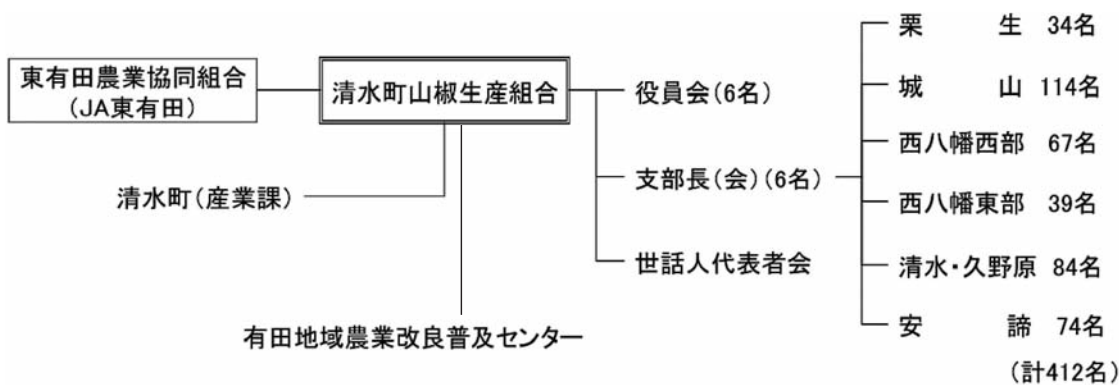 東有田農業協同組合
(JA東有田)
清水町山椒生産組合
清水町(産業課)
有田地域農業改良普及センター
役員会(6名)
支部長(会)(6名)
世話人代表者会
栗　　生 34名
城　　山 114名
西八幡西部 67名
西八幡東部 39名
清水・久野原 84名
安　　諦 74名
(計412名)